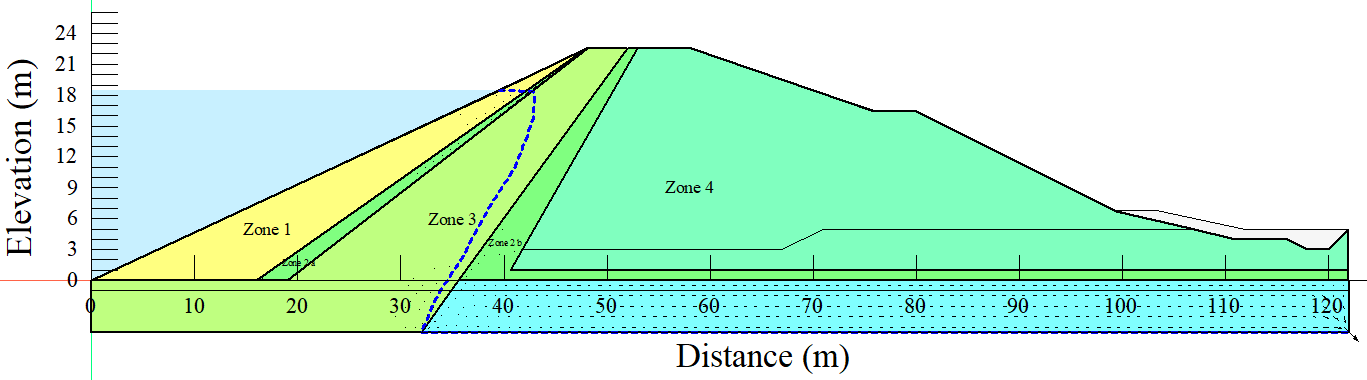 Elevation (m)
24
21
18
15
12
9
6
3
0
Zone 1
Zone 2 a
Zone 3
Zone 2 b
Zone 4
0 10 20 30 40 50 60 70 80 90 100 110 120
Distance (m)